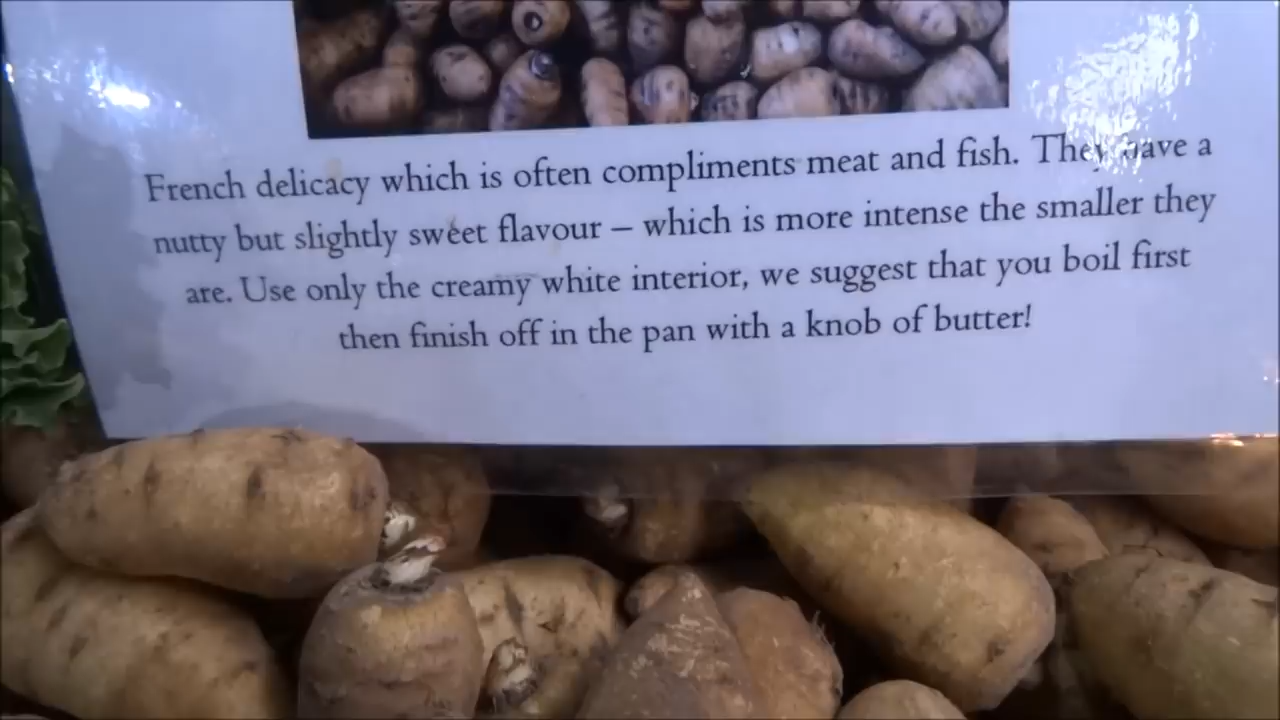 French delicacy which is often compliments meat and fish. They have a
nutty but slightly sweet flavour – which is more intense the smaller they
are. Use only the creamy white interior, we suggest that you boil first
then finish off in the pan with a knob of butter!